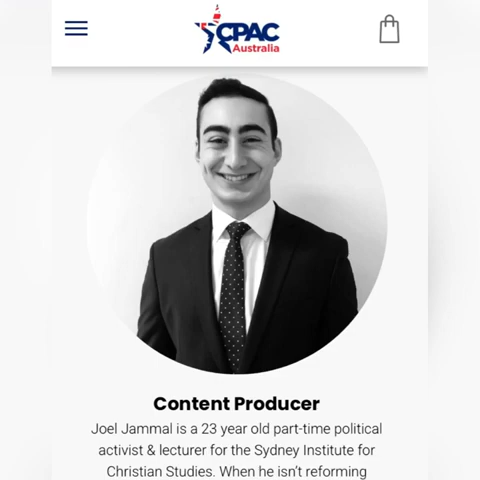 CPAC
Australia
Content Producer
Joel Jammal is a 23 year old part-time political
activist & lecturer for the Sydney Institute for
Christian Studies. When he isn't reforming